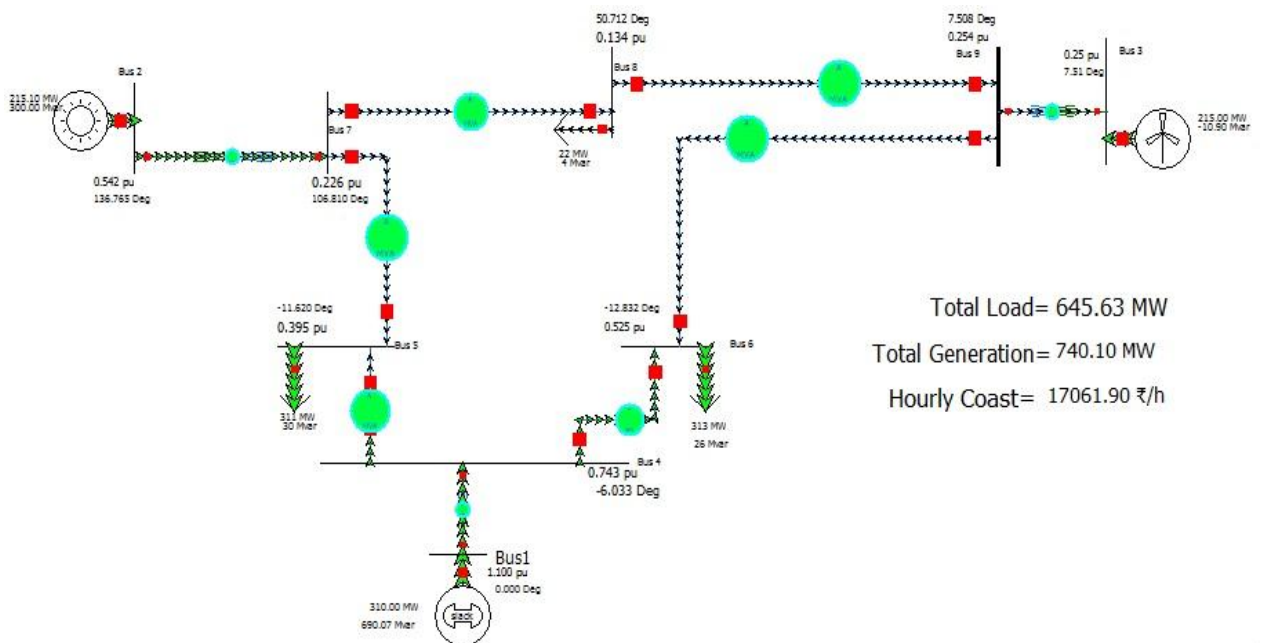 50.712 Deg
0.134 pu
Bus 8
7.508 Deg
0.254 pu
Bus 9
0.25 pu
7.51 Deg
Bus 3
Bus 2
215.10 MW
300.00 Mvar
Bus 7
22 MW
4 Mvar
215.00 MW
-10.90 Mvar
0.542 pu
136.765 Deg
0.226 pu
106.810 Deg
-11.620 Deg
0.395 pu
Bus 5
-12.832 Deg
0.525 pu
Bus 6
Total Load= 645.63 MW
Total Generation= 740.10 MW
Hourly Coast= 17061.90 ₹/h
311 MW
30 Mvar
313 MW
26 Mvar
Bus 4
0.743 pu
-6.033 Deg
Bus1
1.100 pu
0.000 Deg
310.00 MW
690.07 Mvar
slack